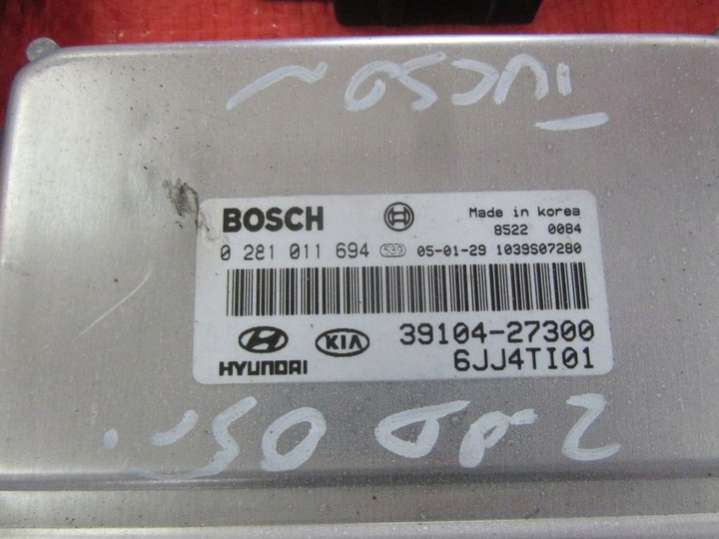 BOSCH
Made in korea
8522 0084
0 281 011 694 05-01-29 1039S07280
39104-27300
HYUNDAI KIA 6JJ4TI01